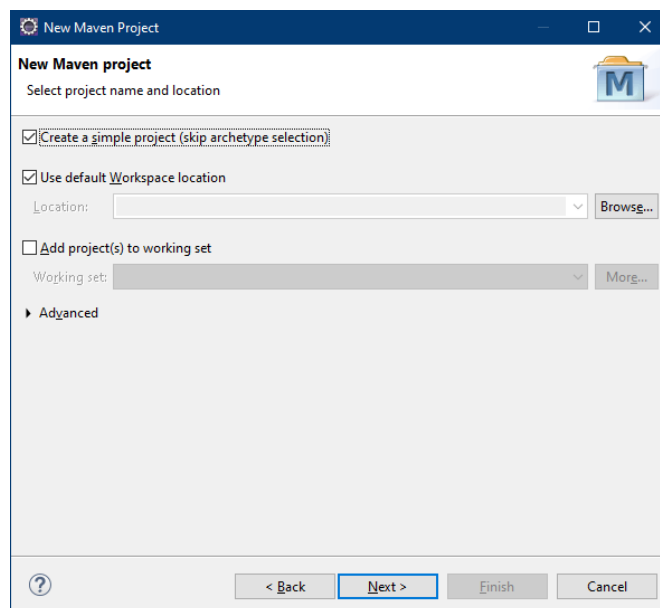 New Maven Project
New Maven project
Select project name and location
M
Create a simple project (skip archetype selection)
Use default Workspace location
Location:
Browse...
Add project(s) to working set
Working set:
More...
Advanced
?
< Back
Next >
Finish
Cancel